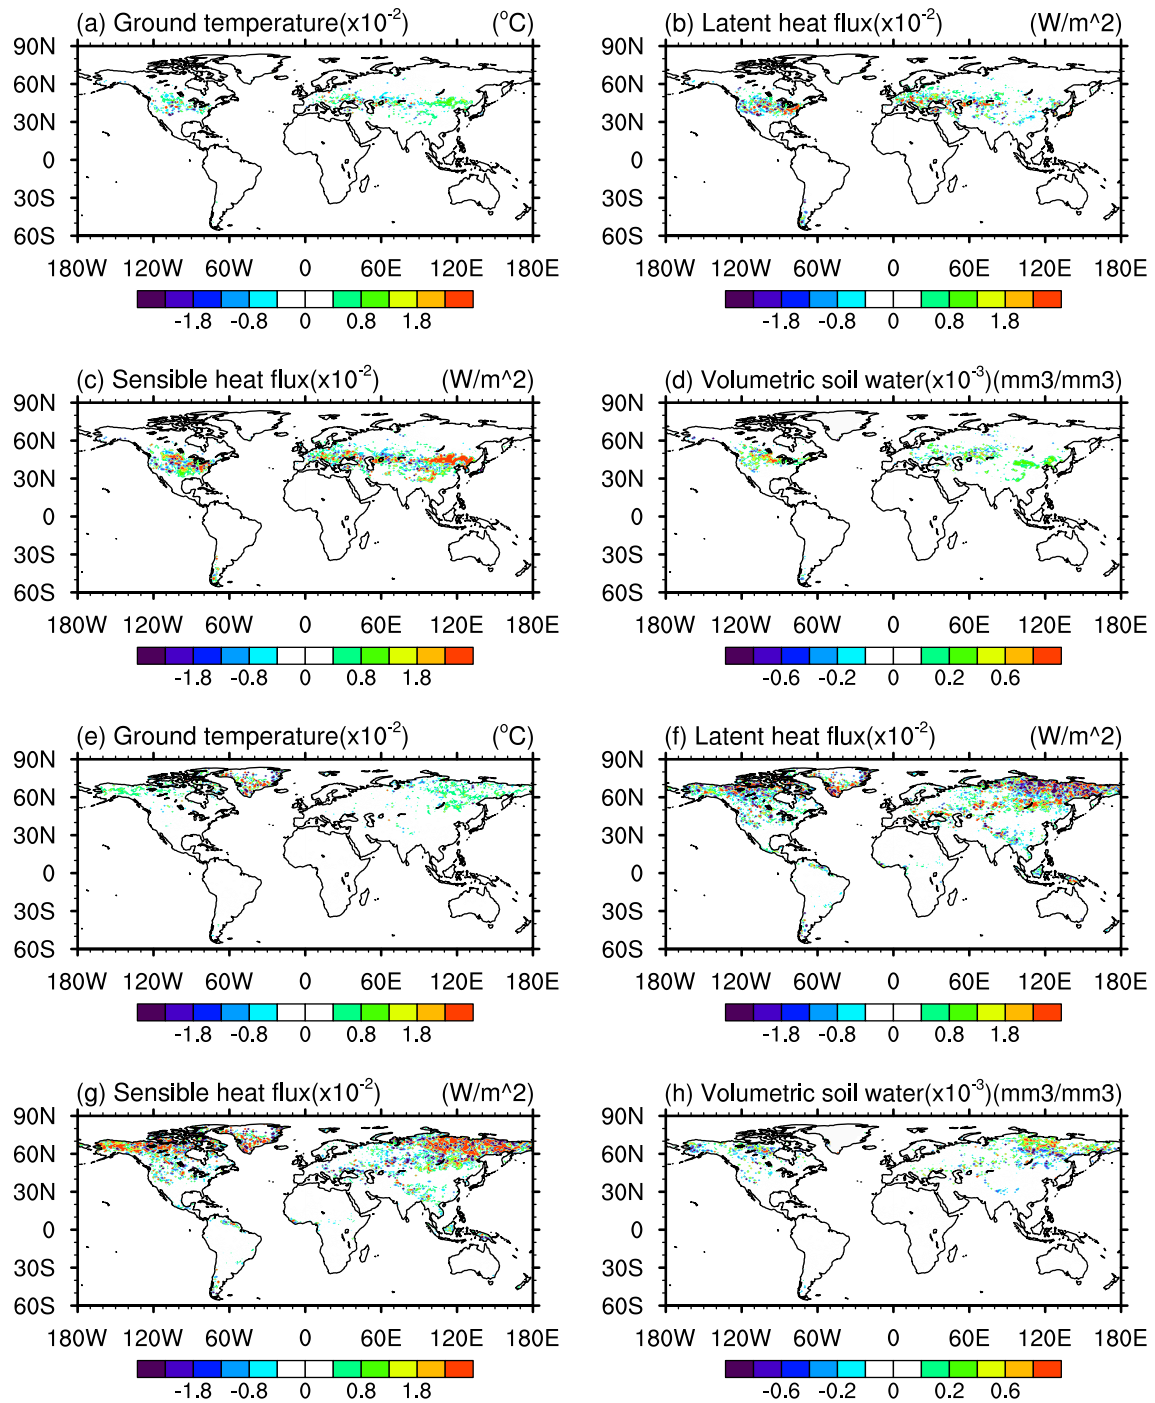 (a) Ground temperature(x10⁻²) (°C)
90N
60N
30N
0
30S
60S
180W 120W 60W 0 60E 120E 180E
-1.8 -0.8 0 0.8 1.8
(b) Latent heat flux(x10⁻²) (W/m^2)
90N
60N
30N
0
30S
60S
180W 120W 60W 0 60E 120E 180E
-1.8 -0.8 0 0.8 1.8
(c) Sensible heat flux(x10⁻²) (W/m^2)
90N
60N
30N
0
30S
60S
180W 120W 60W 0 60E 120E 180E
-1.8 -0.8 0 0.8 1.8
(d) Volumetric soil water(x10⁻³)(mm3/mm3)
90N
60N
30N
0
30S
60S
180W 120W 60W 0 60E 120E 180E
-0.6 -0.2 0 0.2 0.6
(e) Ground temperature(x10⁻²) (°C)
90N
60N
30N
0
30S
60S
180W 120W 60W 0 60E 120E 180E
-1.8 -0.8 0 0.8 1.8
(f) Latent heat flux(x10⁻²) (W/m^2)
90N
60N
30N
0
30S
60S
180W 120W 60W 0 60E 120E 180E
-1.8 -0.8 0 0.8 1.8
(g) Sensible heat flux(x10⁻²) (W/m^2)
90N
60N
30N
0
30S
60S
180W 120W 60W 0 60E 120E 180E
-1.8 -0.8 0 0.8 1.8
(h) Volumetric soil water(x10⁻³)(mm3/mm3)
90N
60N
30N
0
30S
60S
180W 120W 60W 0 60E 120E 180E
-0.6 -0.2 0 0.2 0.6